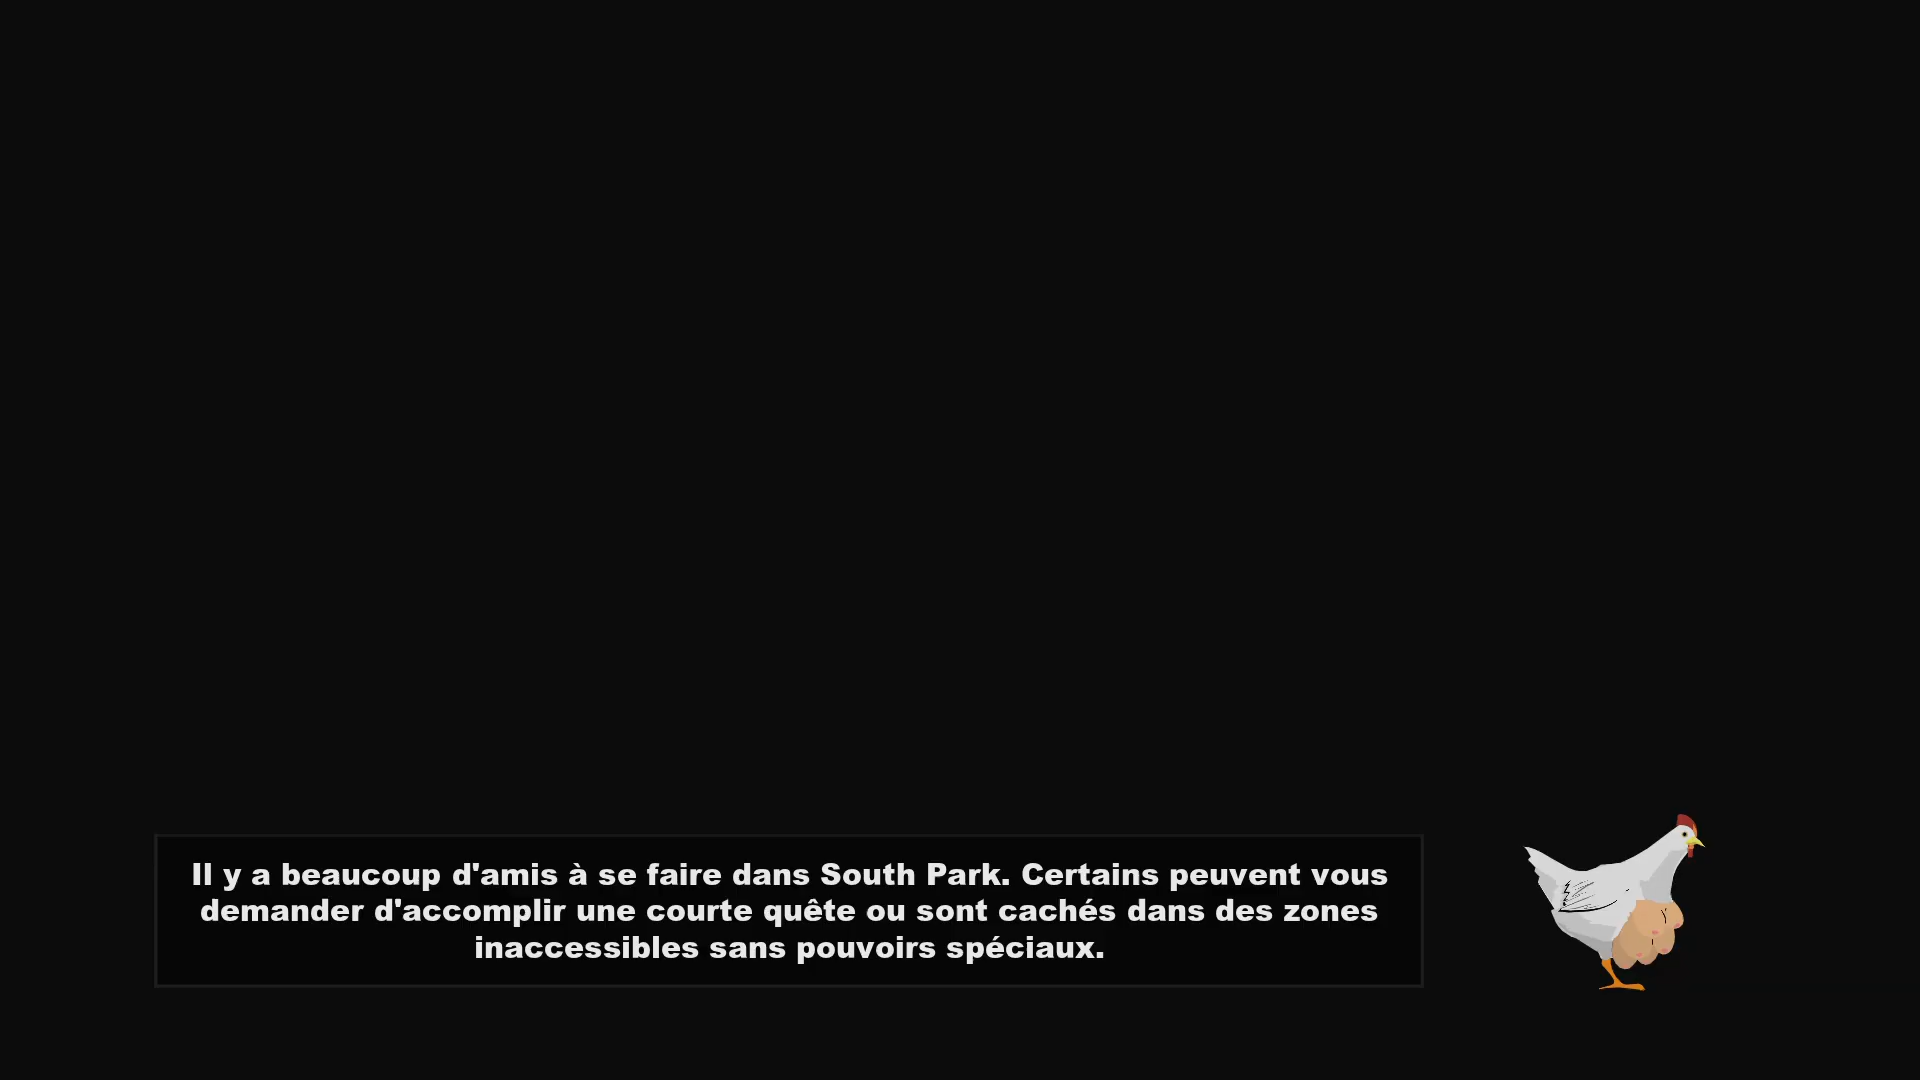 Il y a beaucoup d'amis à se faire dans South Park. Certains peuvent vous
demander d'accomplir une courte quête ou sont cachés dans des zones
inaccessibles sans pouvoirs spéciaux.